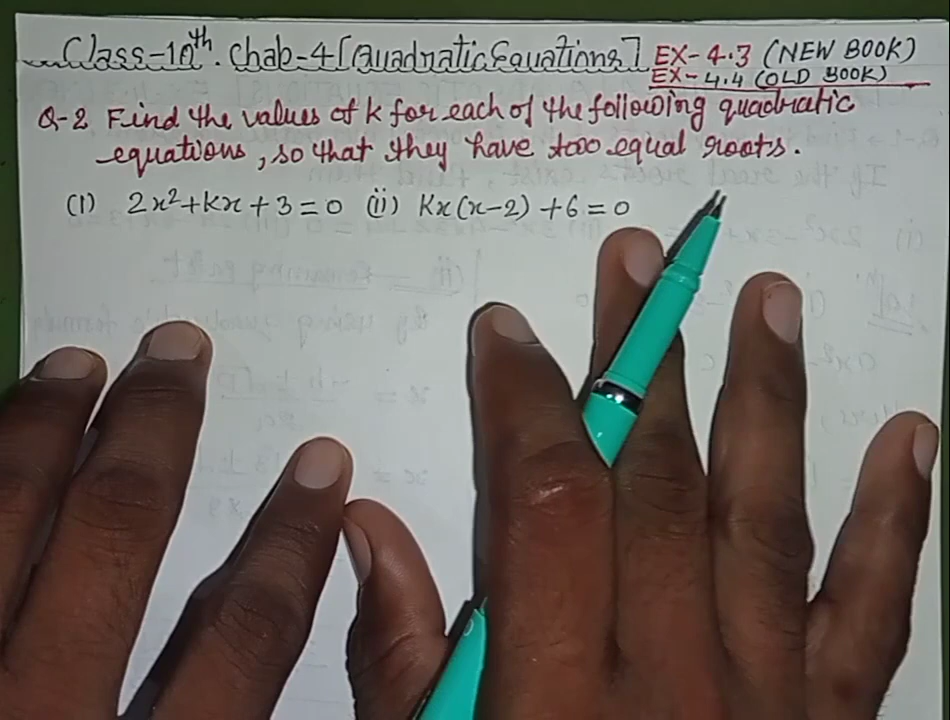 Class-10th. Chap-4 [Quadratic Equations] EX-4.3 (NEW BOOK)
EX-4.4 (OLD BOOK)
Q-2 Find the values of k for each of the following quadratic
equations, so that they have two equal roots.
(I) 2x²+kx+3=0 (ii) Kx(x-2)+6=0